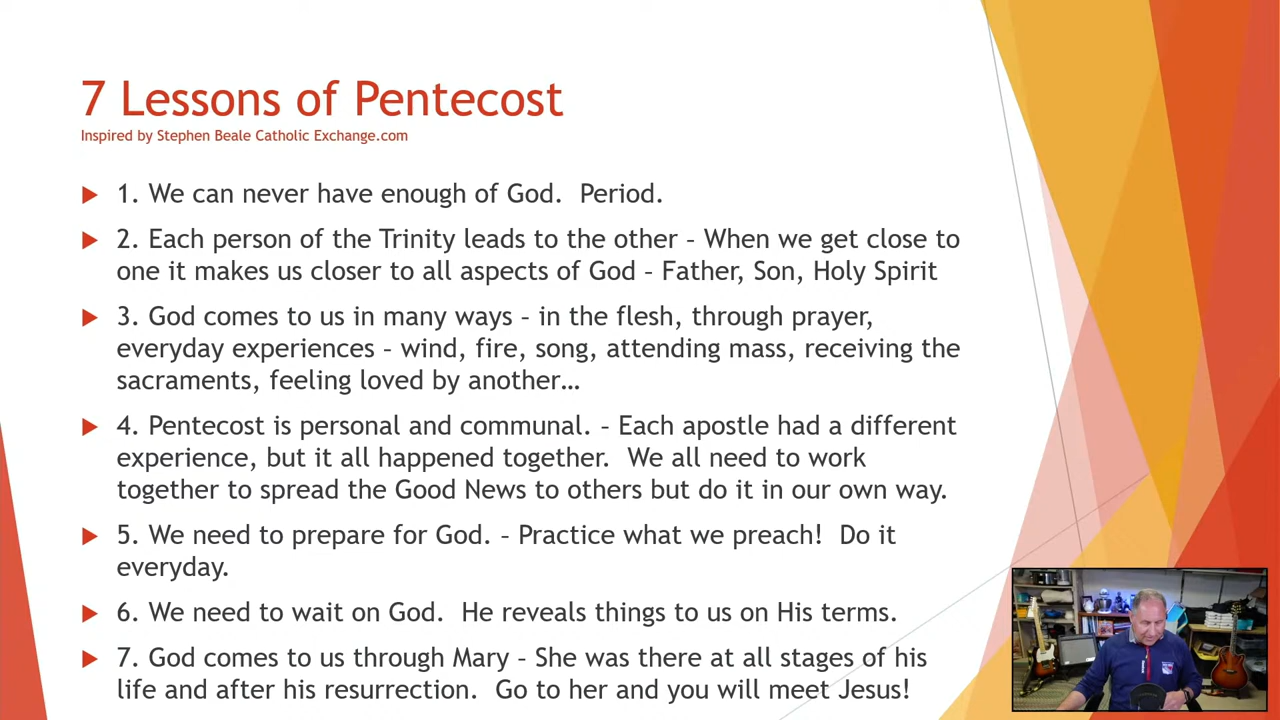 7 Lessons of Pentecost
Inspired by Stephen Beale Catholic Exchange.com
1. We can never have enough of God.  Period.
2. Each person of the Trinity leads to the other – When we get close to
one it makes us closer to all aspects of God – Father, Son, Holy Spirit
3. God comes to us in many ways – in the flesh, through prayer,
everyday experiences – wind, fire, song, attending mass, receiving the
sacraments, feeling loved by another…
4. Pentecost is personal and communal. – Each apostle had a different
experience, but it all happened together.  We all need to work
together to spread the Good News to others but do it in our own way.
5. We need to prepare for God. – Practice what we preach!  Do it
everyday.
6. We need to wait on God.  He reveals things to us on His terms.
7. God comes to us through Mary – She was there at all stages of his
life and after his resurrection.  Go to her and you will meet Jesus!